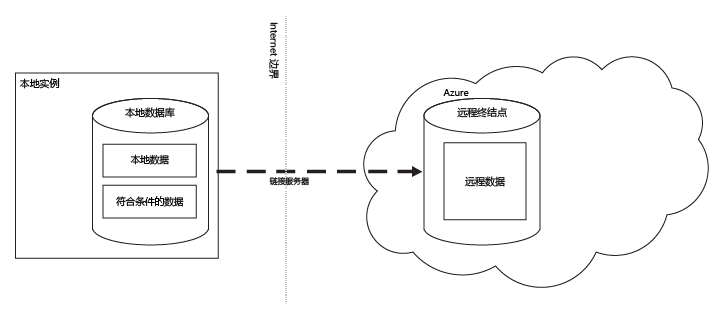 本地实例
本地数据库
本地数据
符合条件的数据
Internet 边界
链接服务器
Azure
远程终结点
远程数据